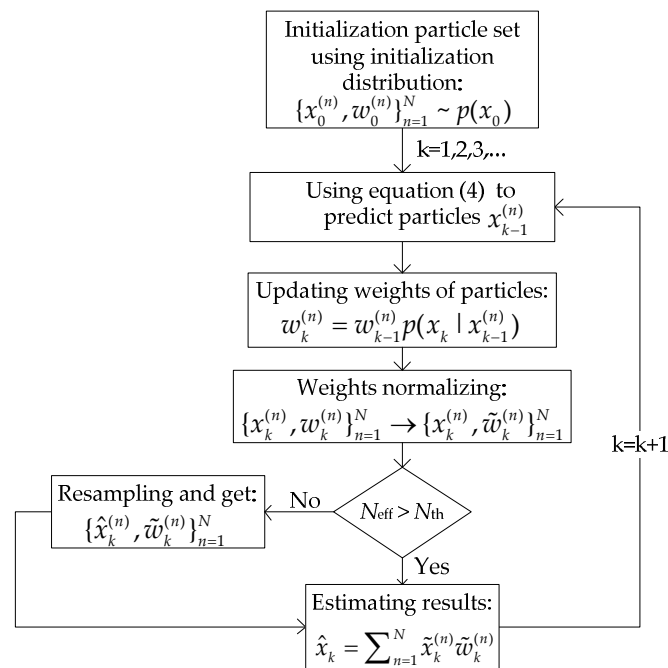 Initialization particle set
using initialization
distribution:
{x_0^{(n)}, w_0^{(n)}}_{n=1}^N ~ p(x_0)
k=1,2,3,...
Using equation (4) to
predict particles x_{k-1}^{(n)}
Updating weights of particles:
w_k^{(n)} = w_{k-1}^{(n)} p(x_k | x_{k-1}^{(n)})
Weights normalizing:
{x_k^{(n)}, w_k^{(n)}}_{n=1}^N → {x_k^{(n)}, w̃_k^{(n)}}_{n=1}^N
k=k+1
Resampling and get:
{x̂_k^{(n)}, w̃_k^{(n)}}_{n=1}^N
No
N_eff > N_th
Yes
Estimating results:
x̂_k = ∑_{n=1}^N x̃_k^{(n)} w̃_k^{(n)}